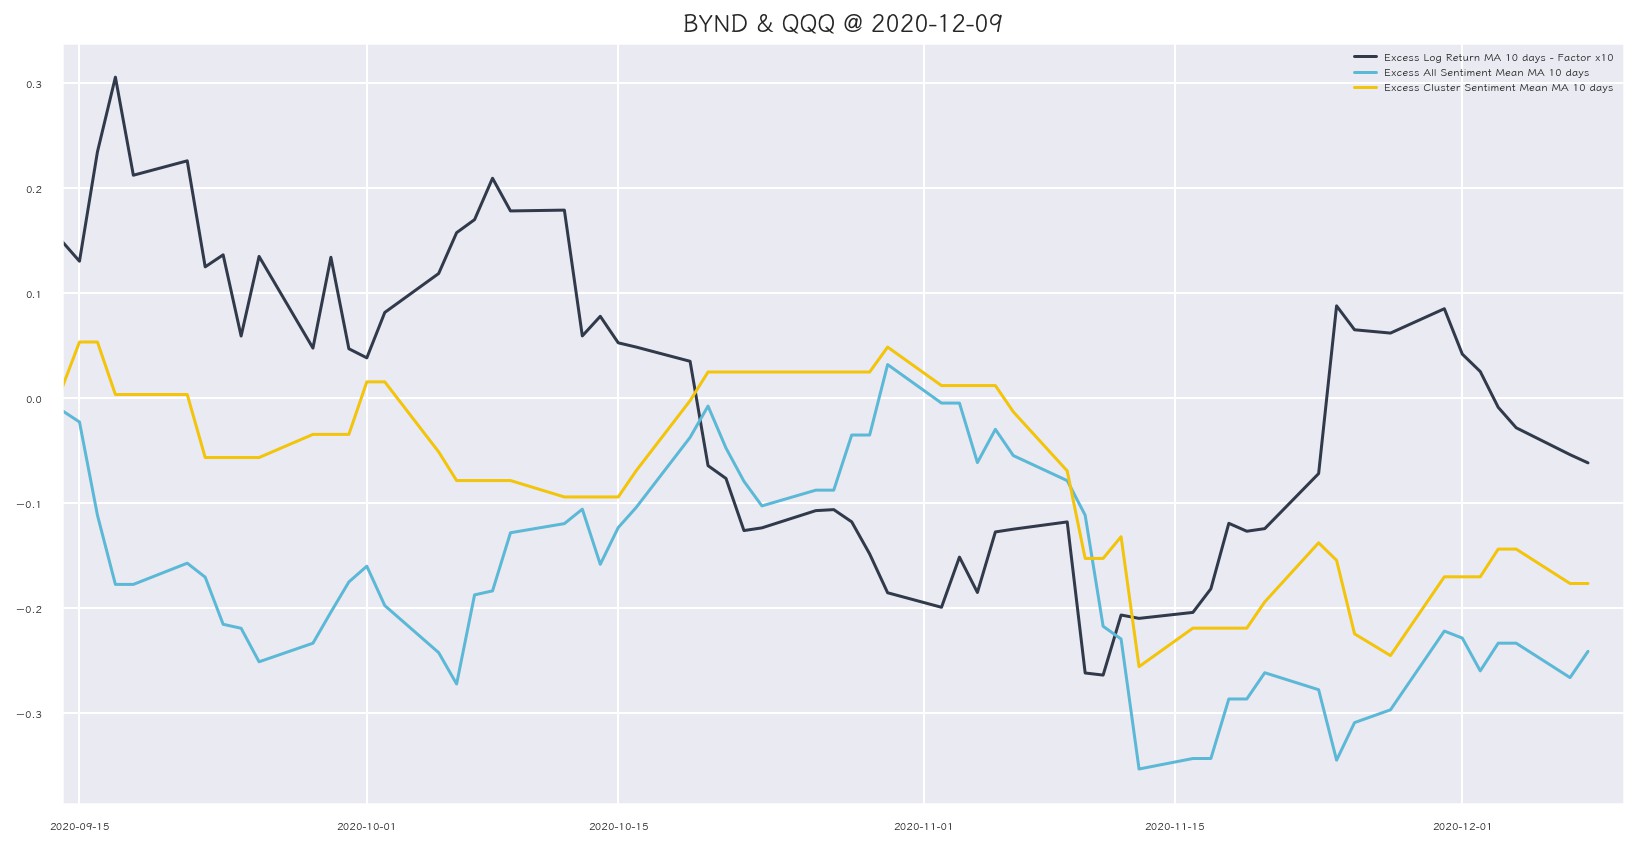 BYND & QQQ @ 2020-12-09
Excess Log Return MA 10 days - Factor x10
Excess All Sentiment Mean MA 10 days
Excess Cluster Sentiment Mean MA 10 days
0.3
0.2
0.1
0.0
−0.1
−0.2
−0.3
2020-09-15 2020-10-01 2020-10-15 2020-11-01 2020-11-15 2020-12-01